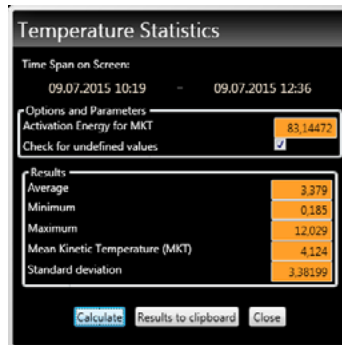 Temperature Statistics
Time Span on Screen:
09.07.2015 10:19 - 09.07.2015 12:36
Options and Parameters
Activation Energy for MKT 83,14472
Check for undefined values
Results
Average 3,379
Minimum 0,185
Maximum 12,029
Mean Kinetic Temperature (MKT) 4,124
Standard deviation 3,38199
Calculate Results to clipboard Close